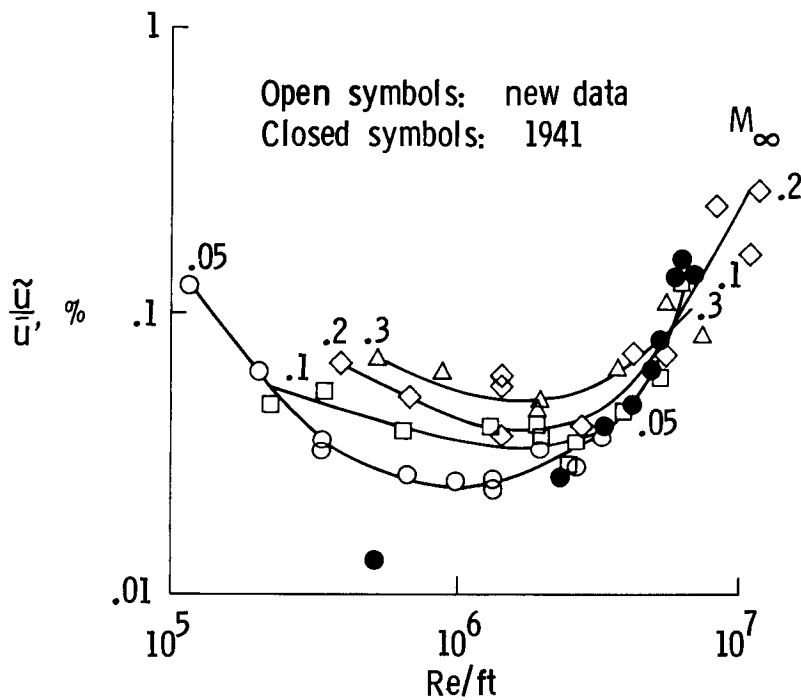 1
Open symbols: new data
Closed symbols: 1941
M∞
.2
.05
ũ/ū, %
.1
.1
.2
.3
.3
.1
.05
.01
10⁵
10⁶
10⁷
Re/ft